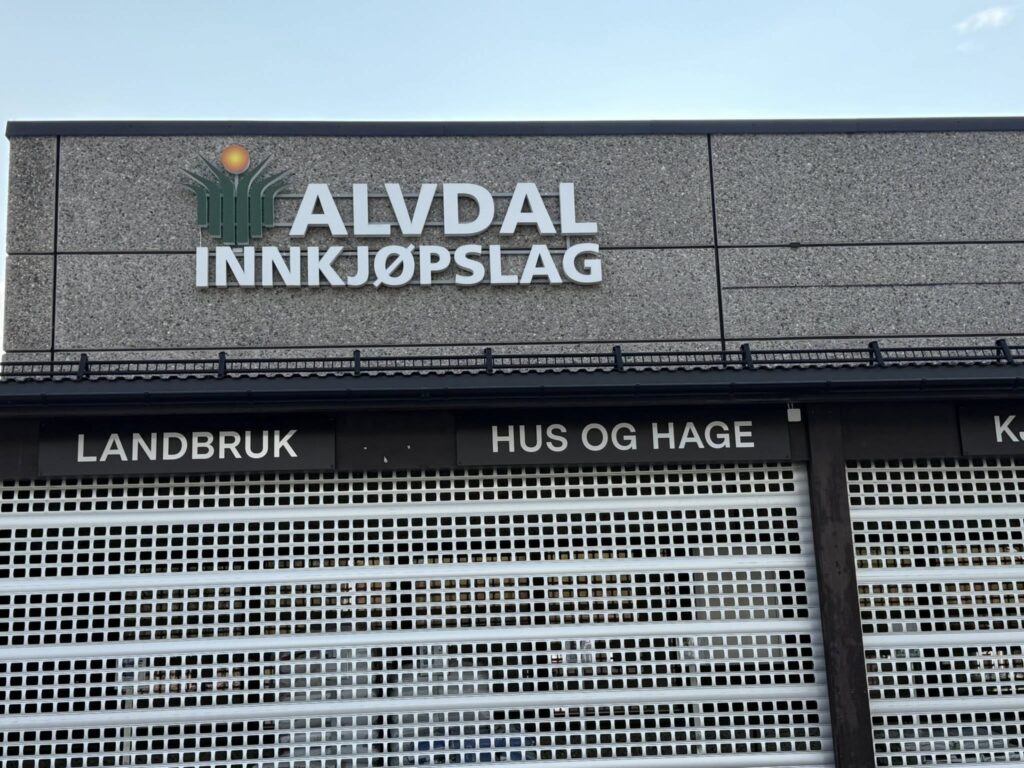 ALVDAL
INNKJØPSLAG
LANDBRUK
HUS OG HAGE